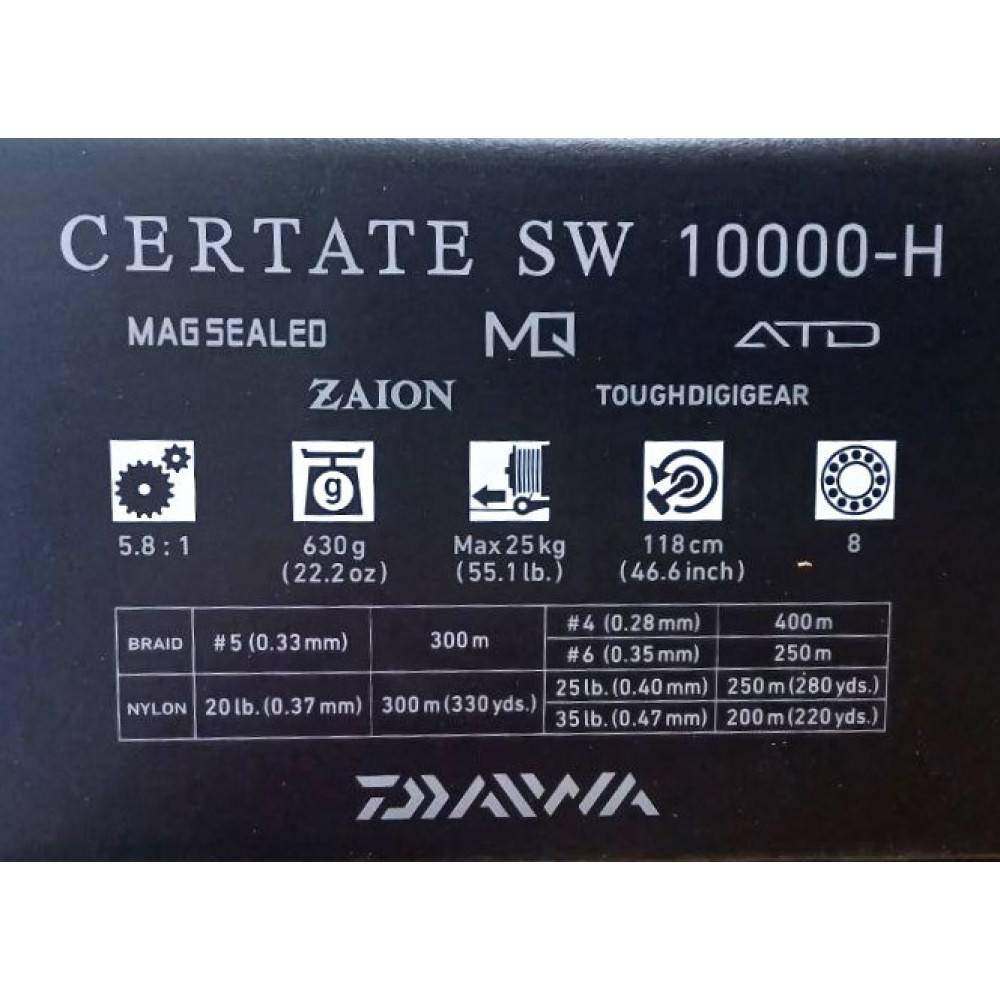 CERTATE SW 10000-H
MAGSEALED MQ ATD
ZAION TOUGHDIGIGEAR
g
5.8 : 1 630 g Max 25 kg 118 cm 8
(22.2 oz) (55.1 lb.) (46.6 inch)
BRAID #5 (0.33 mm) 300 m #4 (0.28 mm) 400 m
#6 (0.35 mm) 250 m
NYLON 20 lb. (0.37 mm) 300 m (330 yds.) 25 lb. (0.40 mm) 250 m (280 yds.)
35 lb. (0.47 mm) 200 m (220 yds.)
DAIWA